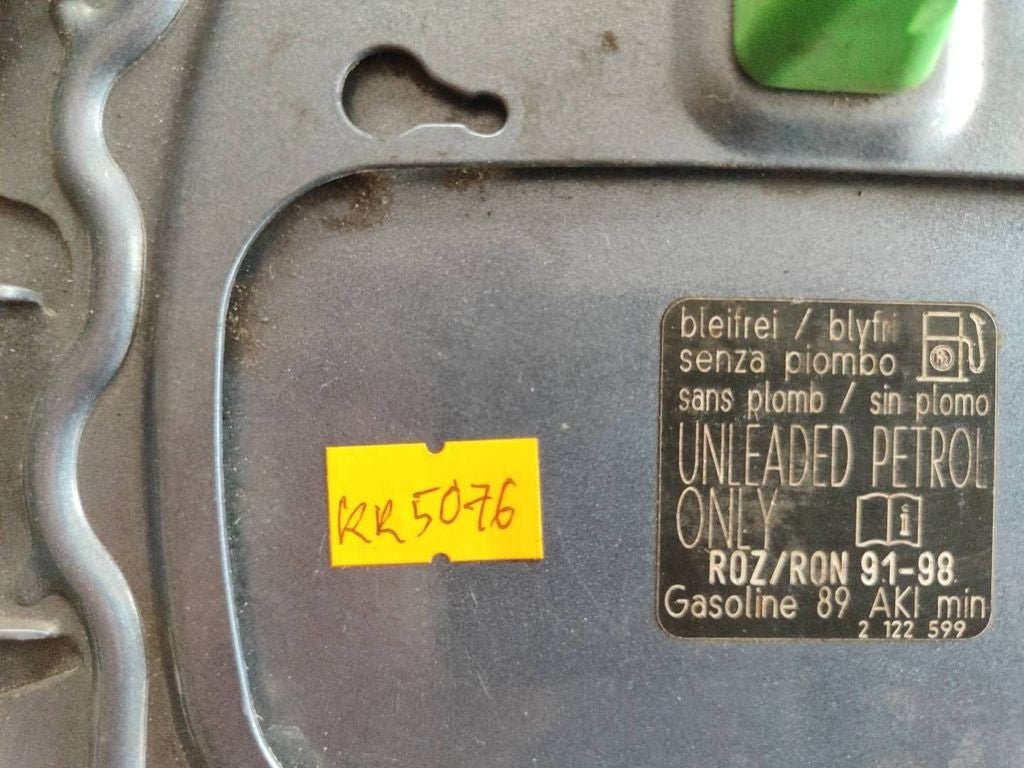 bleifrei / blyfri
senza piombo
sans plomb / sin plomo
UNLEADED PETROL
ONLY
ROZ/RON 91-98
Gasoline 89 AKI min
2 122 599
KR5076